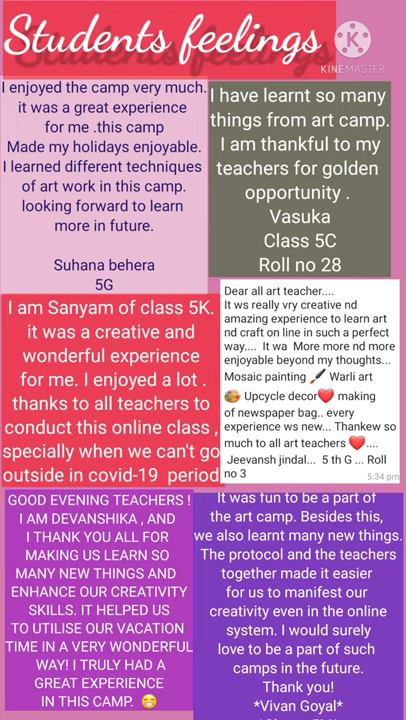 Students feelings
KINEMASTER
I enjoyed the camp very much.
it was a great experience
for me .this camp
Made my holidays enjoyable.
I learned different techniques
of art work in this camp.
looking forward to learn
more in future.
Suhana behera
5G
I have learnt so many
things from art camp.
I am thankful to my
teachers for golden
opportunity .
Vasuka
Class 5C
Roll no 28
I am Sanyam of class 5K.
it was a creative and
wonderful experience
for me. I enjoyed a lot .
thanks to all teachers to
conduct this online class ,
specially when we can't go
outside in covid-19 period
Dear all art teacher....
It ws really vry creative nd
amazing experience to learn art
nd craft on line in such a perfect
way.... It wa More more nd more
enjoyable beyond my thoughts...
Mosaic painting 🖌️ Warli art
🎨 Upcycle decor❤️ making
of newspaper bag.. every
experience ws new... Thankew so
much to all art teachers ❤️....
Jeevansh jindal... 5 th G ... Roll
no 3
5:34 pm
GOOD EVENING TEACHERS !
I AM DEVANSHIKA , AND
I THANK YOU ALL FOR
MAKING US LEARN SO
MANY NEW THINGS AND
ENHANCE OUR CREATIVITY
SKILLS. IT HELPED US
TO UTILISE OUR VACATION
TIME IN A VERY WONDERFUL
WAY! I TRULY HAD A
GREAT EXPERIENCE
IN THIS CAMP. 😁
It was fun to be a part of
the art camp. Besides this,
we also learnt many new things.
The protocol and the teachers
together made it easier
for us to manifest our
creativity even in the online
system. I would surely
love to be a part of such
camps in the future.
Thank you!
*Vivan Goyal*